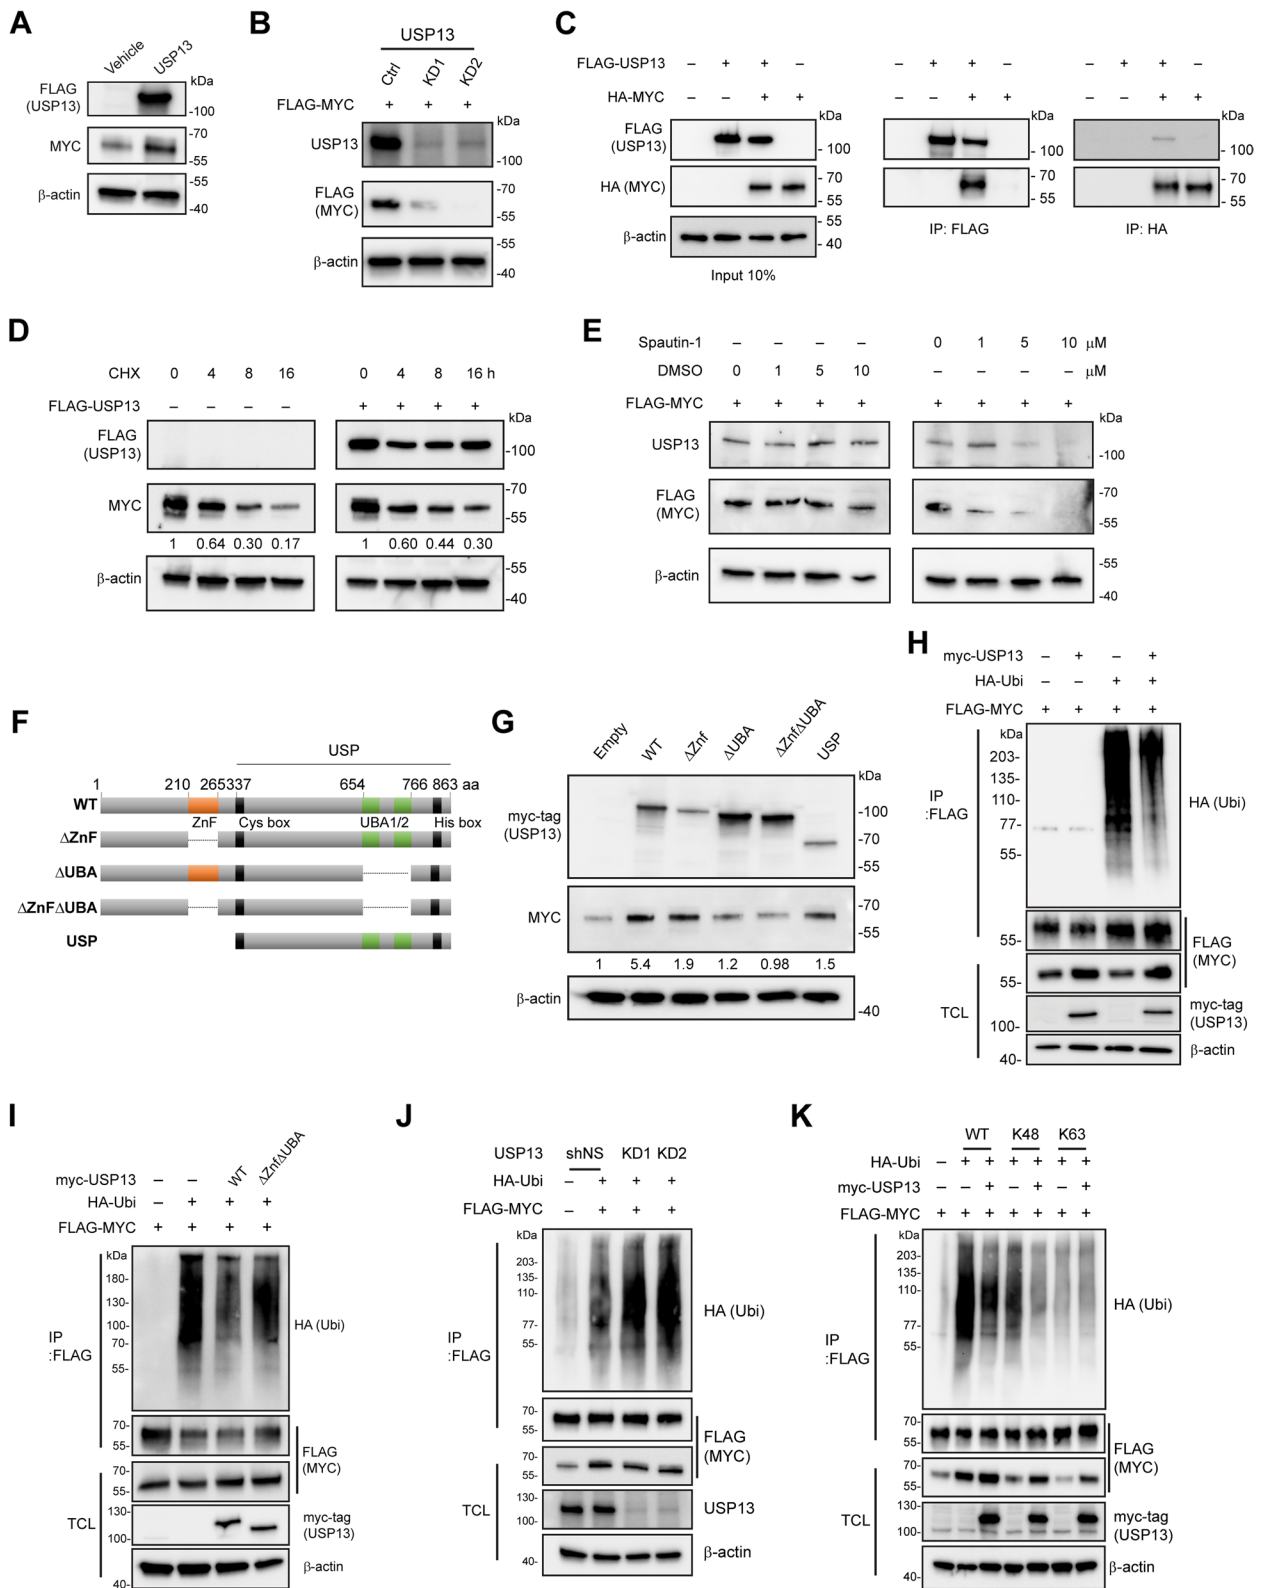 A
Vehicle
USP13
kDa
FLAG
(USP13)
-100
MYC
-70
-55
β-actin
-55
-40
B
USP13
Ctrl
KD1
KD2
FLAG-MYC + + +
kDa
USP13
-100
FLAG
(MYC)
-70
-55
β-actin
-55
-40
C
FLAG-USP13 – + + – – + + – – + + –
HA-MYC – – + + – – + + – – + +
kDa kDa kDa
FLAG
(USP13)
- 100 - 100 - 100
HA (MYC)
- 70 - 70 - 70
- 55 - 55 - 55
β-actin
- 55
- 40
IP: FLAG IP: HA
Input 10%
D
CHX 0 4 8 16 0 4 8 16 h
FLAG-USP13 – – – – + + + +
kDa
FLAG
(USP13)
-100
MYC
-70
-55
1 0.64 0.30 0.17 1 0.60 0.44 0.30
β-actin
-55
-40
E
Spautin-1 – – – – 0 1 5 10 μM
DMSO 0 1 5 10 – – – – μM
FLAG-MYC + + + + + + + +
kDa
USP13
-100
FLAG
(MYC)
-70
-55
β-actin
-55
-40
F
USP
1 210 265 337 654 766 863 aa
WT
ZnF Cys box UBA1/2 His box
ΔZnF
ΔUBA
ΔZnFΔUBA
USP
G
Empty
WT
ΔZnf
ΔUBA
ΔZnfΔUBA
USP
kDa
myc-tag
(USP13)
-100
-70
-55
MYC
-70
-55
1 5.4 1.9 1.2 0.98 1.5
β-actin
-40
H
myc-USP13 – + – +
HA-Ubi – – + +
FLAG-MYC + + + +
kDa
203-
135-
110-
77-
55-
IP
:FLAG
HA (Ubi)
55-
FLAG
(MYC)
55-
TCL
100-
myc-tag
(USP13)
40-
β-actin
I
myc-USP13 – – WT ΔZnfΔUBA
HA-Ubi – + + +
FLAG-MYC + + + +
kDa
180-
130-
100-
70-
55-
IP
:FLAG
HA (Ubi)
70-
55-
FLAG
(MYC)
70-
55-
TCL
130-
100-
myc-tag
(USP13)
40-
β-actin
J
USP13 shNS KD1 KD2
HA-Ubi – + + +
FLAG-MYC – + + +
kDa
203-
135-
110-
77-
55-
IP
:FLAG
HA (Ubi)
70-
55-
FLAG
(MYC)
70-
55-
TCL
130-
100-
USP13
40-
β-actin
K
WT K48 K63
HA-Ubi – + + + + + +
myc-USP13 – – + – + – +
FLAG-MYC + + + + + + +
kDa
203-
135-
110-
77-
55-
IP
:FLAG
HA (Ubi)
70-
55-
FLAG
(MYC)
70-
55-
TCL
130-
100-
myc-tag
(USP13)
40-
β-actin